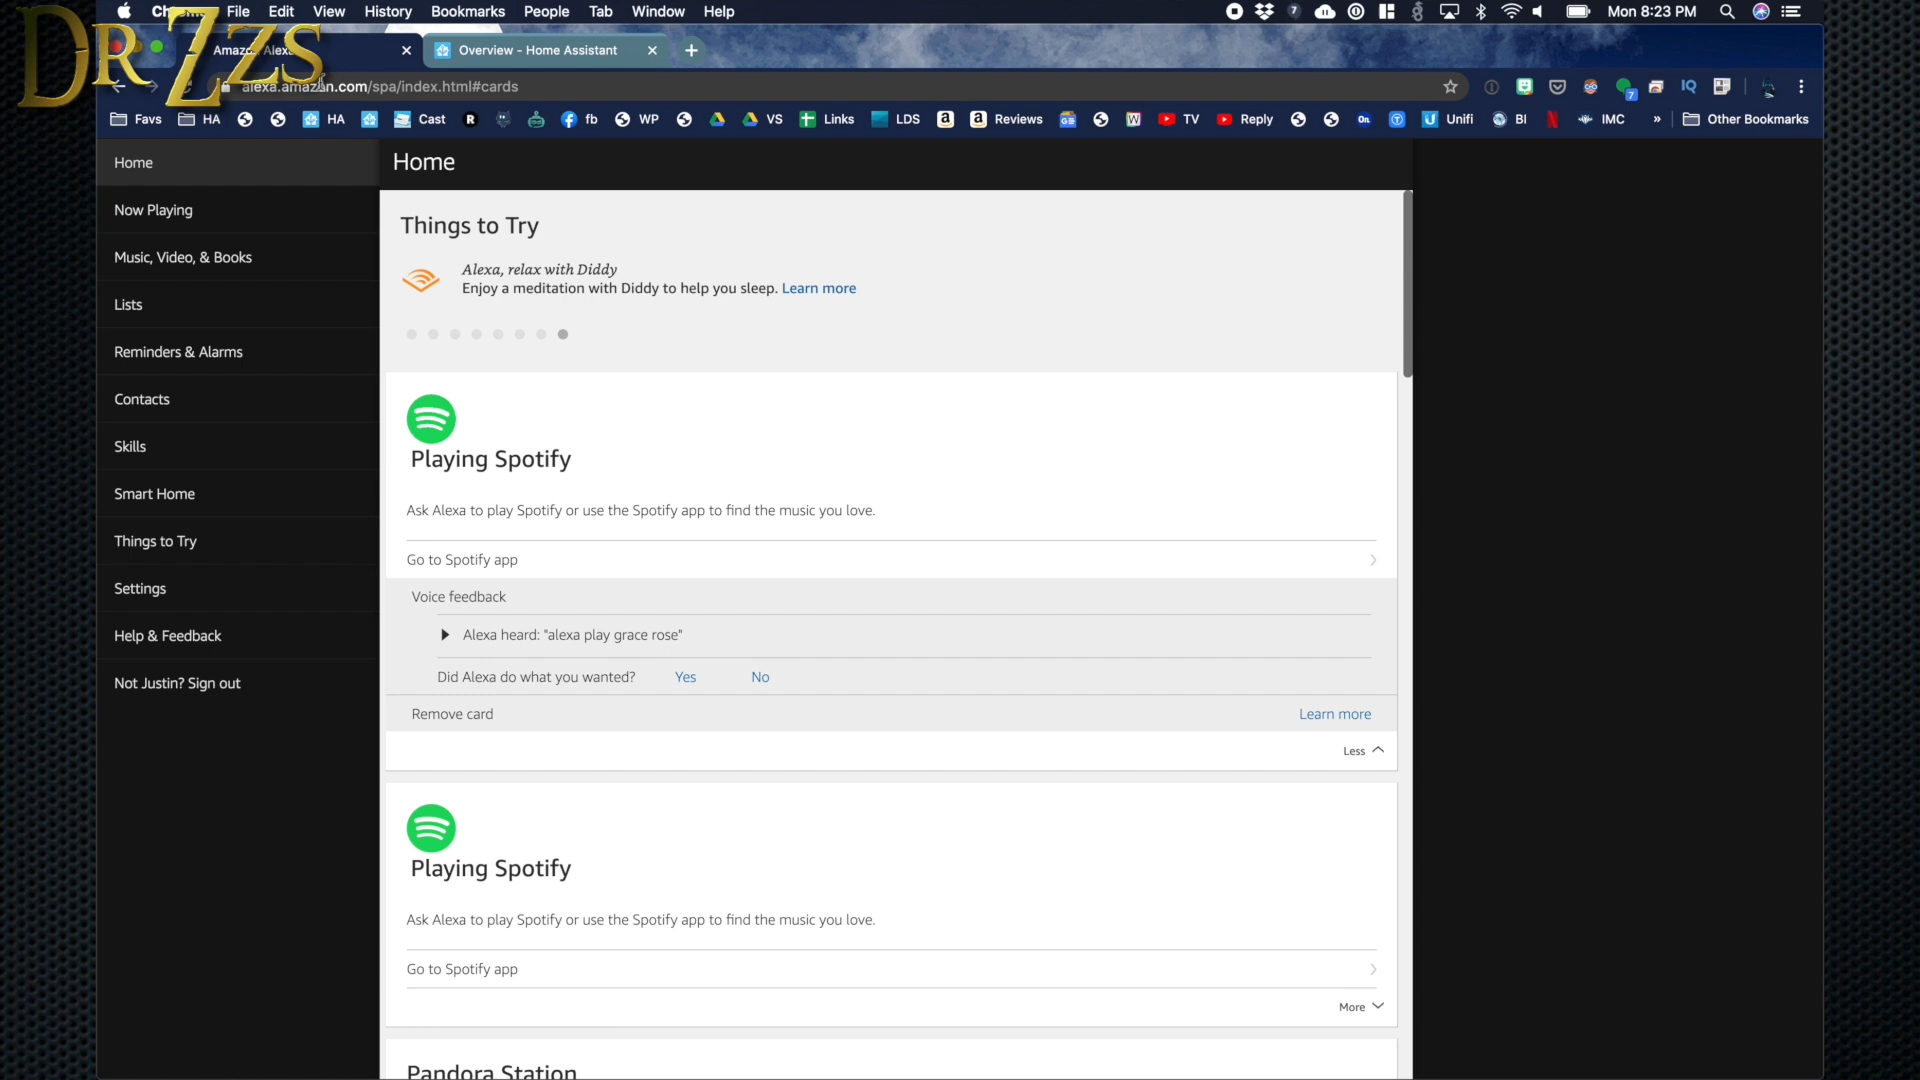 DR ZZS
File Edit View History Bookmarks People Tab Window Help
7
Mon 8:23 PM
Overview - Home Assistant
alexa.amazon.com/spa/index.html#cards
7
IQ
Favs HA HA Cast R fb WP VS Links LDS a a Reviews W TV Reply On Unifi BI IMC » Other Bookmarks
Home
Now Playing
Music, Video, & Books
Lists
Reminders & Alarms
Contacts
Skills
Smart Home
Things to Try
Settings
Help & Feedback
Not Justin? Sign out
Home
Things to Try
Alexa, relax with Diddy
Enjoy a meditation with Diddy to help you sleep. Learn more
Playing Spotify
Ask Alexa to play Spotify or use the Spotify app to find the music you love.
Go to Spotify app
Voice feedback
Alexa heard: "alexa play grace rose"
Did Alexa do what you wanted? Yes No
Remove card Learn more
Less
Playing Spotify
Ask Alexa to play Spotify or use the Spotify app to find the music you love.
Go to Spotify app
More
Pandora Station